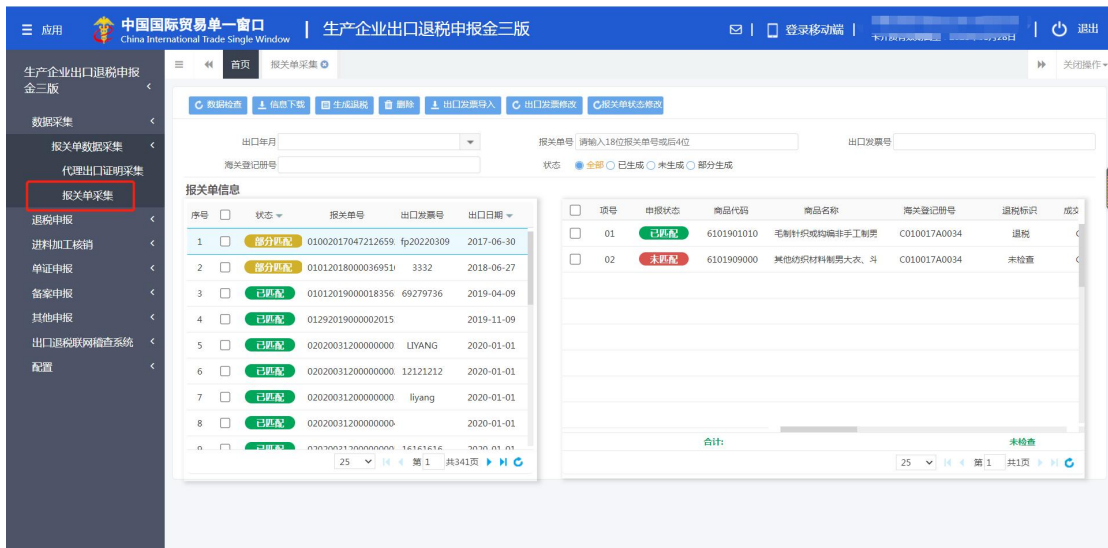 应用
中国国际贸易单一窗口
China International Trade Single Window
生产企业出口退税申报金三版
登录移动端
退出
生产企业出口退税申报
金三版
首页 报关单采集
关闭操作
数据采集
报关单数据采集
代理出口证明采集
报关单采集
退税申报
进料加工核销
单证申报
备案申报
其他申报
出口退税联网稽查系统
配置
数据检查 信息下载 生成退税 删除 出口发票导入 出口发票修改 报关单状态修改
出口年月 报关单号 请输入18位报关单号或后4位 出口发票号
海关登记册号 状态 全部 已生成 未生成 部分生成
报关单信息
序号 状态 报关单号 出口发票号 出口日期
1 部分匹配 01002017047212659 fp20220309 2017-06-30
2 部分匹配 0101201800003695 3332 2018-06-27
3 已匹配 01012019000018356 69279736 2019-04-09
4 已匹配 01292019000002015 2019-11-09
5 已匹配 02020031200000000 LIYANG 2020-01-01
6 已匹配 02020031200000000 12121212 2020-01-01
7 已匹配 02020031200000000 liyang 2020-01-01
8 已匹配 02020031200000000 2020-01-01
25 第 1 共341页
项号 申报状态 商品代码 商品名称 海关登记册号 退税标识 成交
01 已匹配 6101901010 毛制针织或钩编非手工制男 C010017A0034 退税
02 未匹配 6101909000 其他纺织材料制男大衣、斗 C010017A0034 未检查
合计: 未检查
25 第 1 共1页